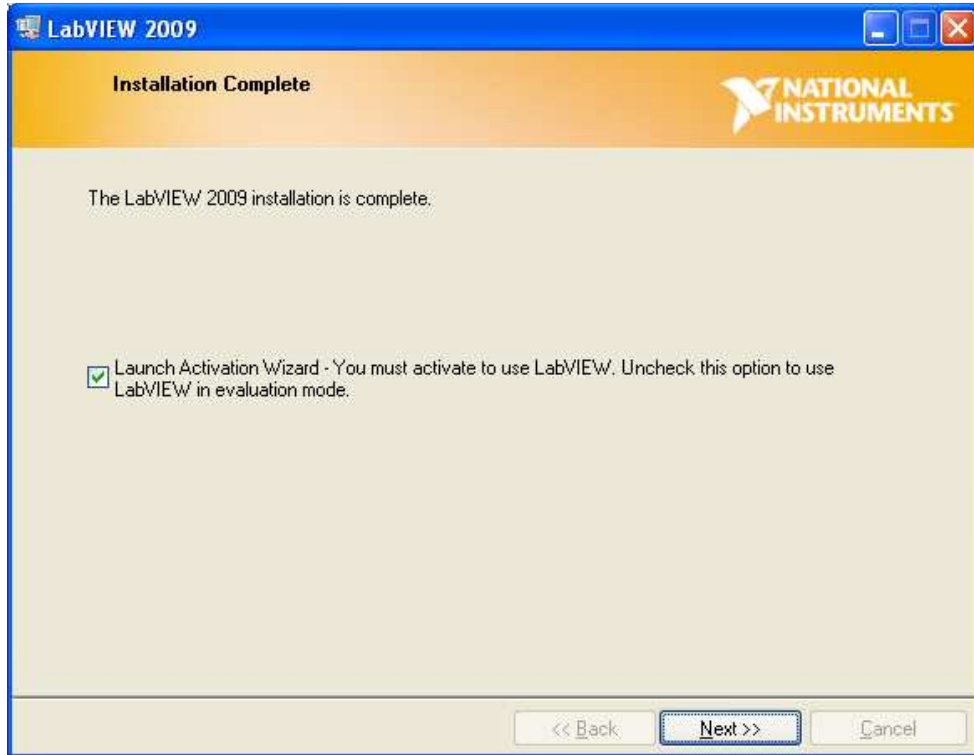 LabVIEW 2009
Installation Complete
NATIONAL
INSTRUMENTS
The LabVIEW 2009 installation is complete.
Launch Activation Wizard - You must activate to use LabVIEW. Uncheck this option to use
LabVIEW in evaluation mode.
<< Back Next >> Cancel